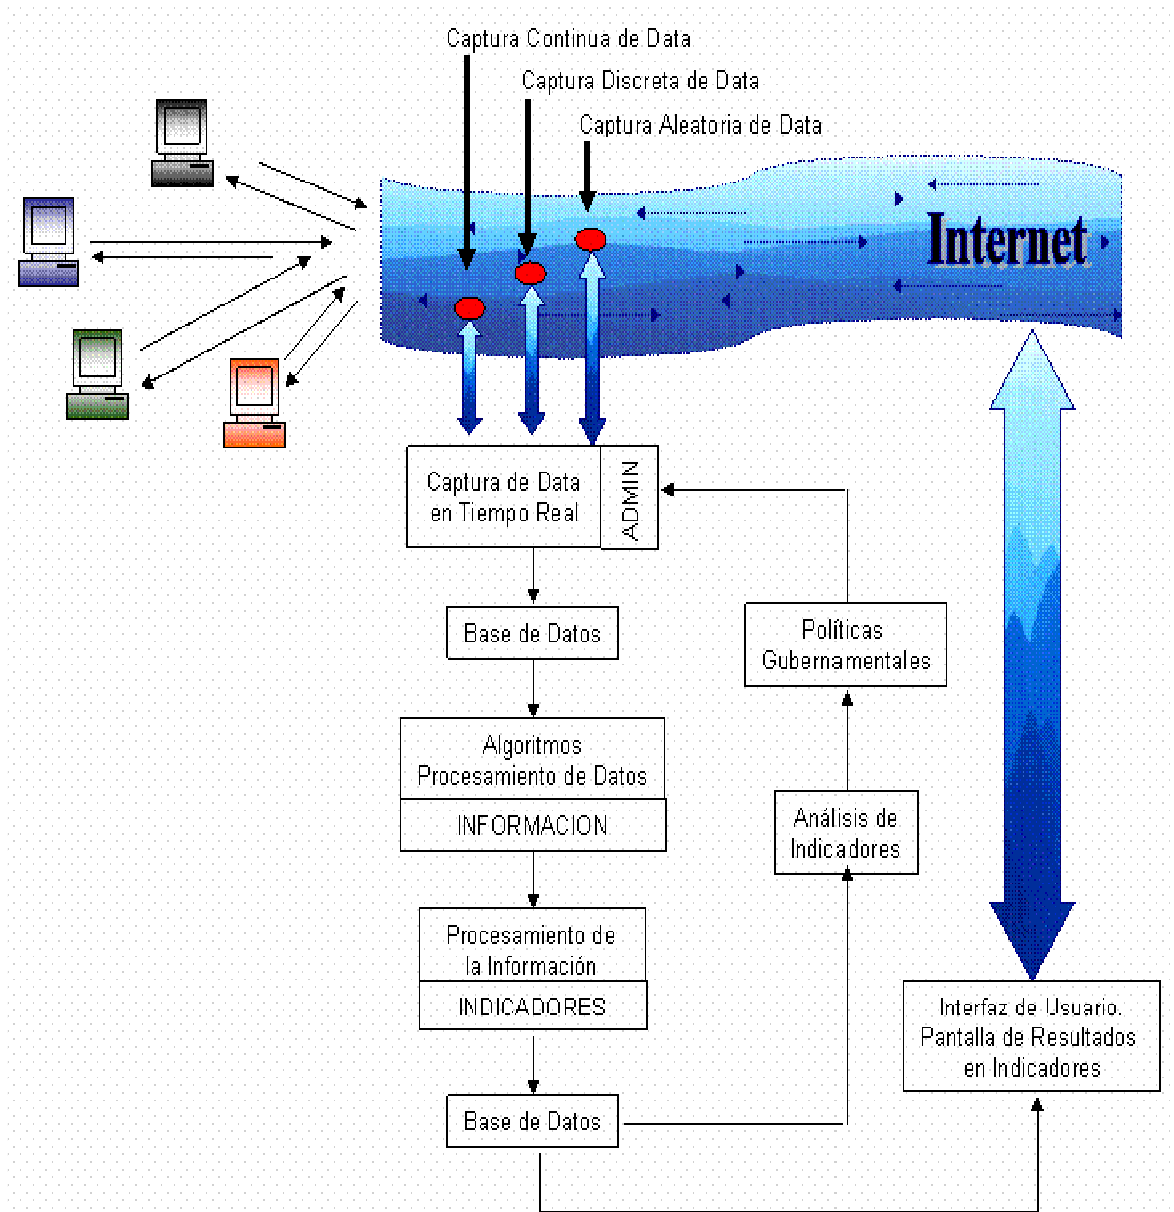 Captura Continua de Data
Captura Discreta de Data
Captura Aleatoria de Data
Internet
Captura de Data
en Tiempo Real
ADMIN
Base de Datos
Políticas
Gubernamentales
Algoritmos
Procesamiento de Datos
INFORMACION
Análisis de
Indicadores
Procesamiento de
la Información
INDICADORES
Interfaz de Usuario.
Pantalla de Resultados
en Indicadores
Base de Datos